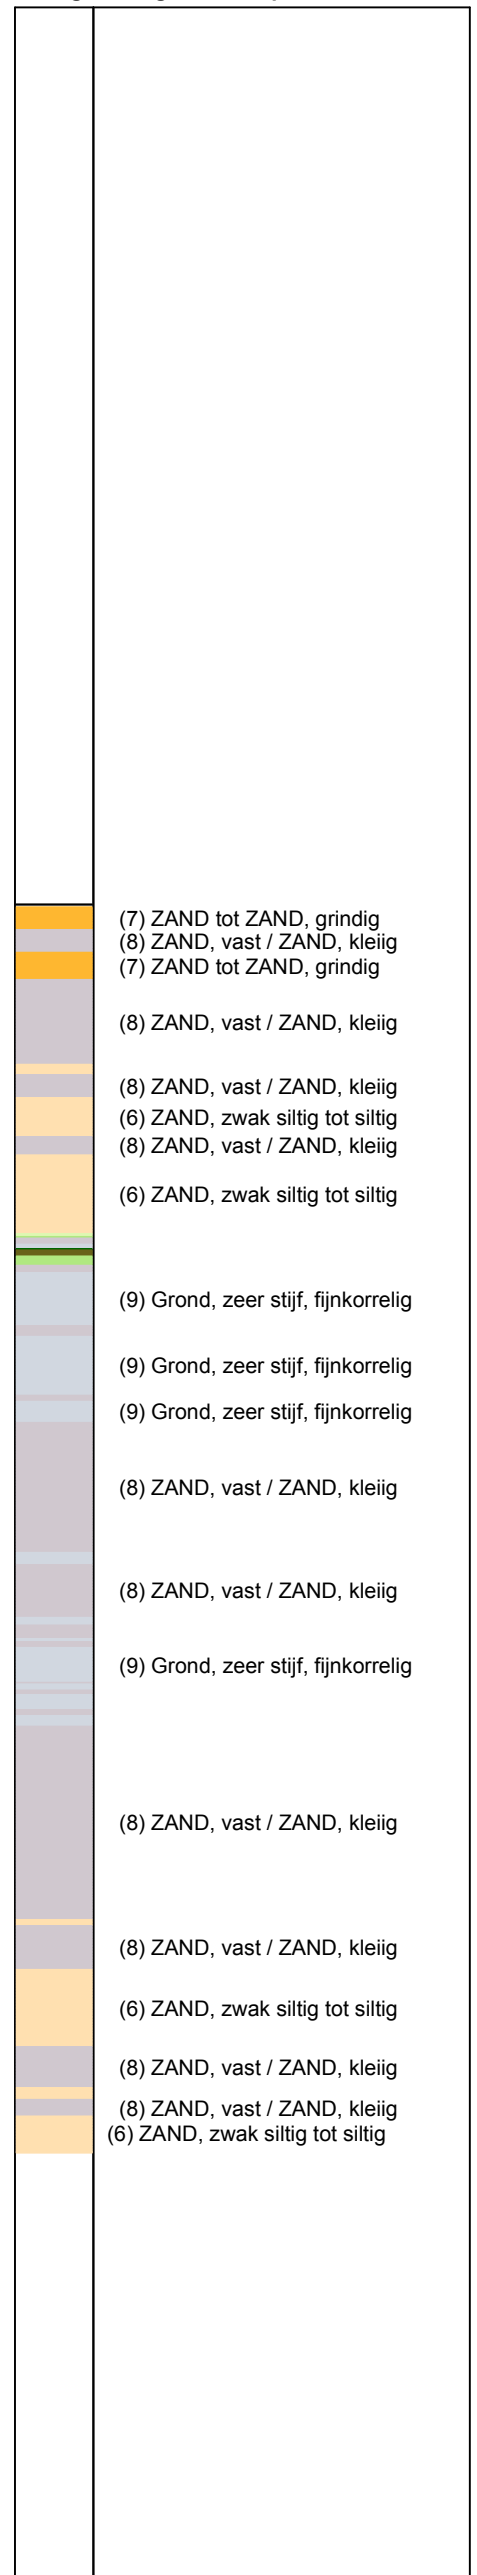 (7) ZAND tot ZAND, grindig
(8) ZAND, vast / ZAND, kleiig
(7) ZAND tot ZAND, grindig
(8) ZAND, vast / ZAND, kleiig
(8) ZAND, vast / ZAND, kleiig
(6) ZAND, zwak siltig tot siltig
(8) ZAND, vast / ZAND, kleiig
(6) ZAND, zwak siltig tot siltig
(9) Grond, zeer stijf, fijnkorrelig
(9) Grond, zeer stijf, fijnkorrelig
(9) Grond, zeer stijf, fijnkorrelig
(8) ZAND, vast / ZAND, kleiig
(8) ZAND, vast / ZAND, kleiig
(9) Grond, zeer stijf, fijnkorrelig
(8) ZAND, vast / ZAND, kleiig
(8) ZAND, vast / ZAND, kleiig
(6) ZAND, zwak siltig tot siltig
(8) ZAND, vast / ZAND, kleiig
(8) ZAND, vast / ZAND, kleiig
(6) ZAND, zwak siltig tot siltig